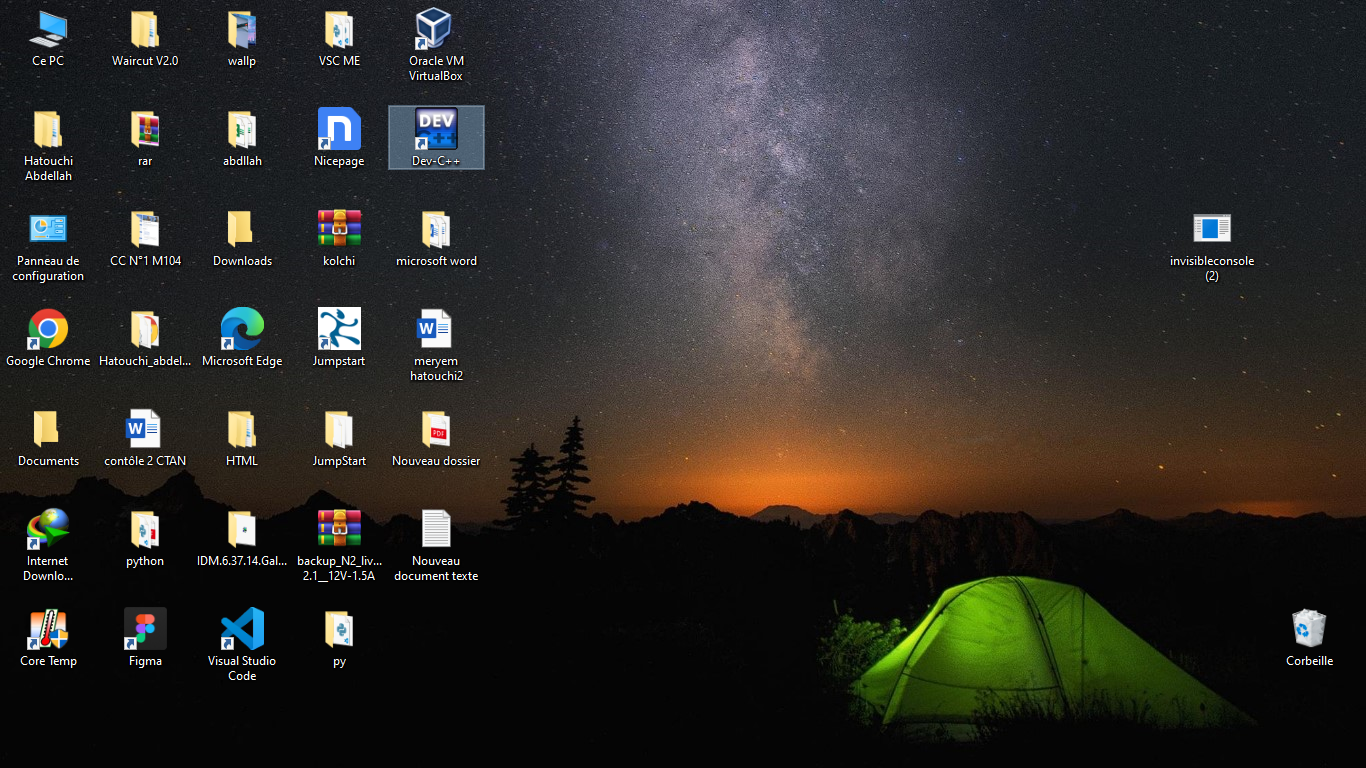 Ce PC
Waircut V2.0
wallp
VSC ME
Oracle VM
VirtualBox
Hatouchi
Abdellah
rar
abdllah
n
Nicepage
DEV
C++
Dev-C++
Panneau de
configuration
CC N°1 M104
Downloads
kolchi
microsoft word
invisibleconsole
(2)
Google Chrome
Hatouchi_abdel...
Microsoft Edge
Jumpstart
W
meryem
hatouchi2
Documents
W
contôle 2 CTAN
HTML
JumpStart
PDF
Nouveau dossier
Internet
Downlo...
python
IDM.6.37.14.Gal...
backup_N2_liv...
2.1__12V-1.5A
Nouveau
document texte
Core Temp
Figma
Visual Studio
Code
py
Corbeille